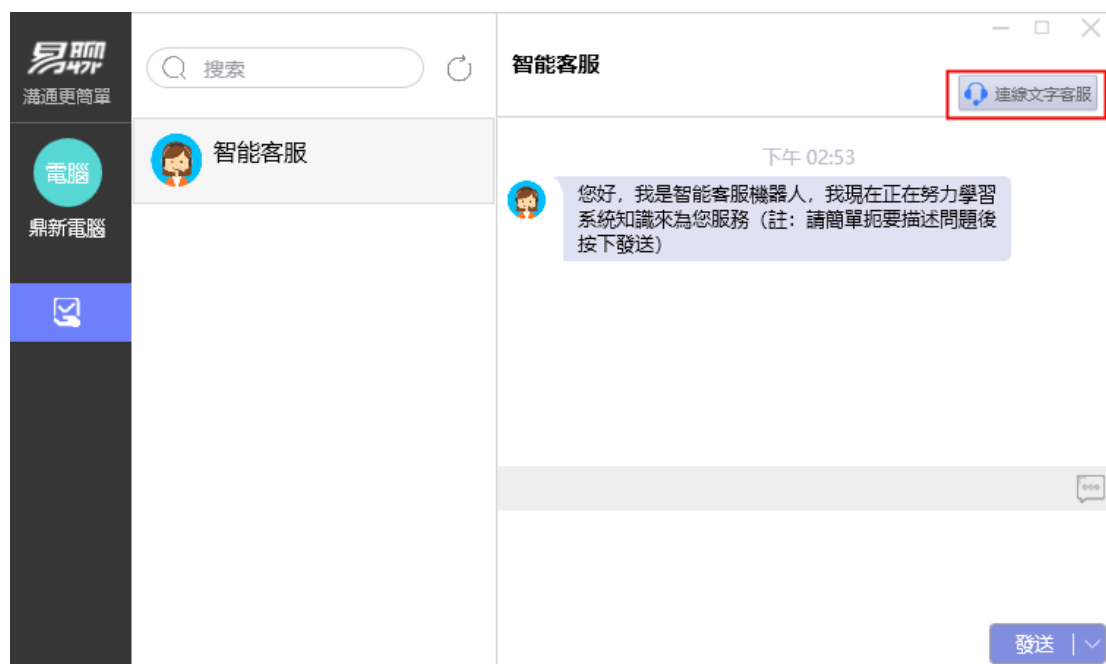 易聊
溝通更簡單
電腦
鼎新電腦
搜索
智能客服
智能客服
連線文字客服
下午 02:53
您好，我是智能客服機器人，我現在正在努力學習
系統知識來為您服務（註：請簡單扼要描述問題後
按下發送）
發送